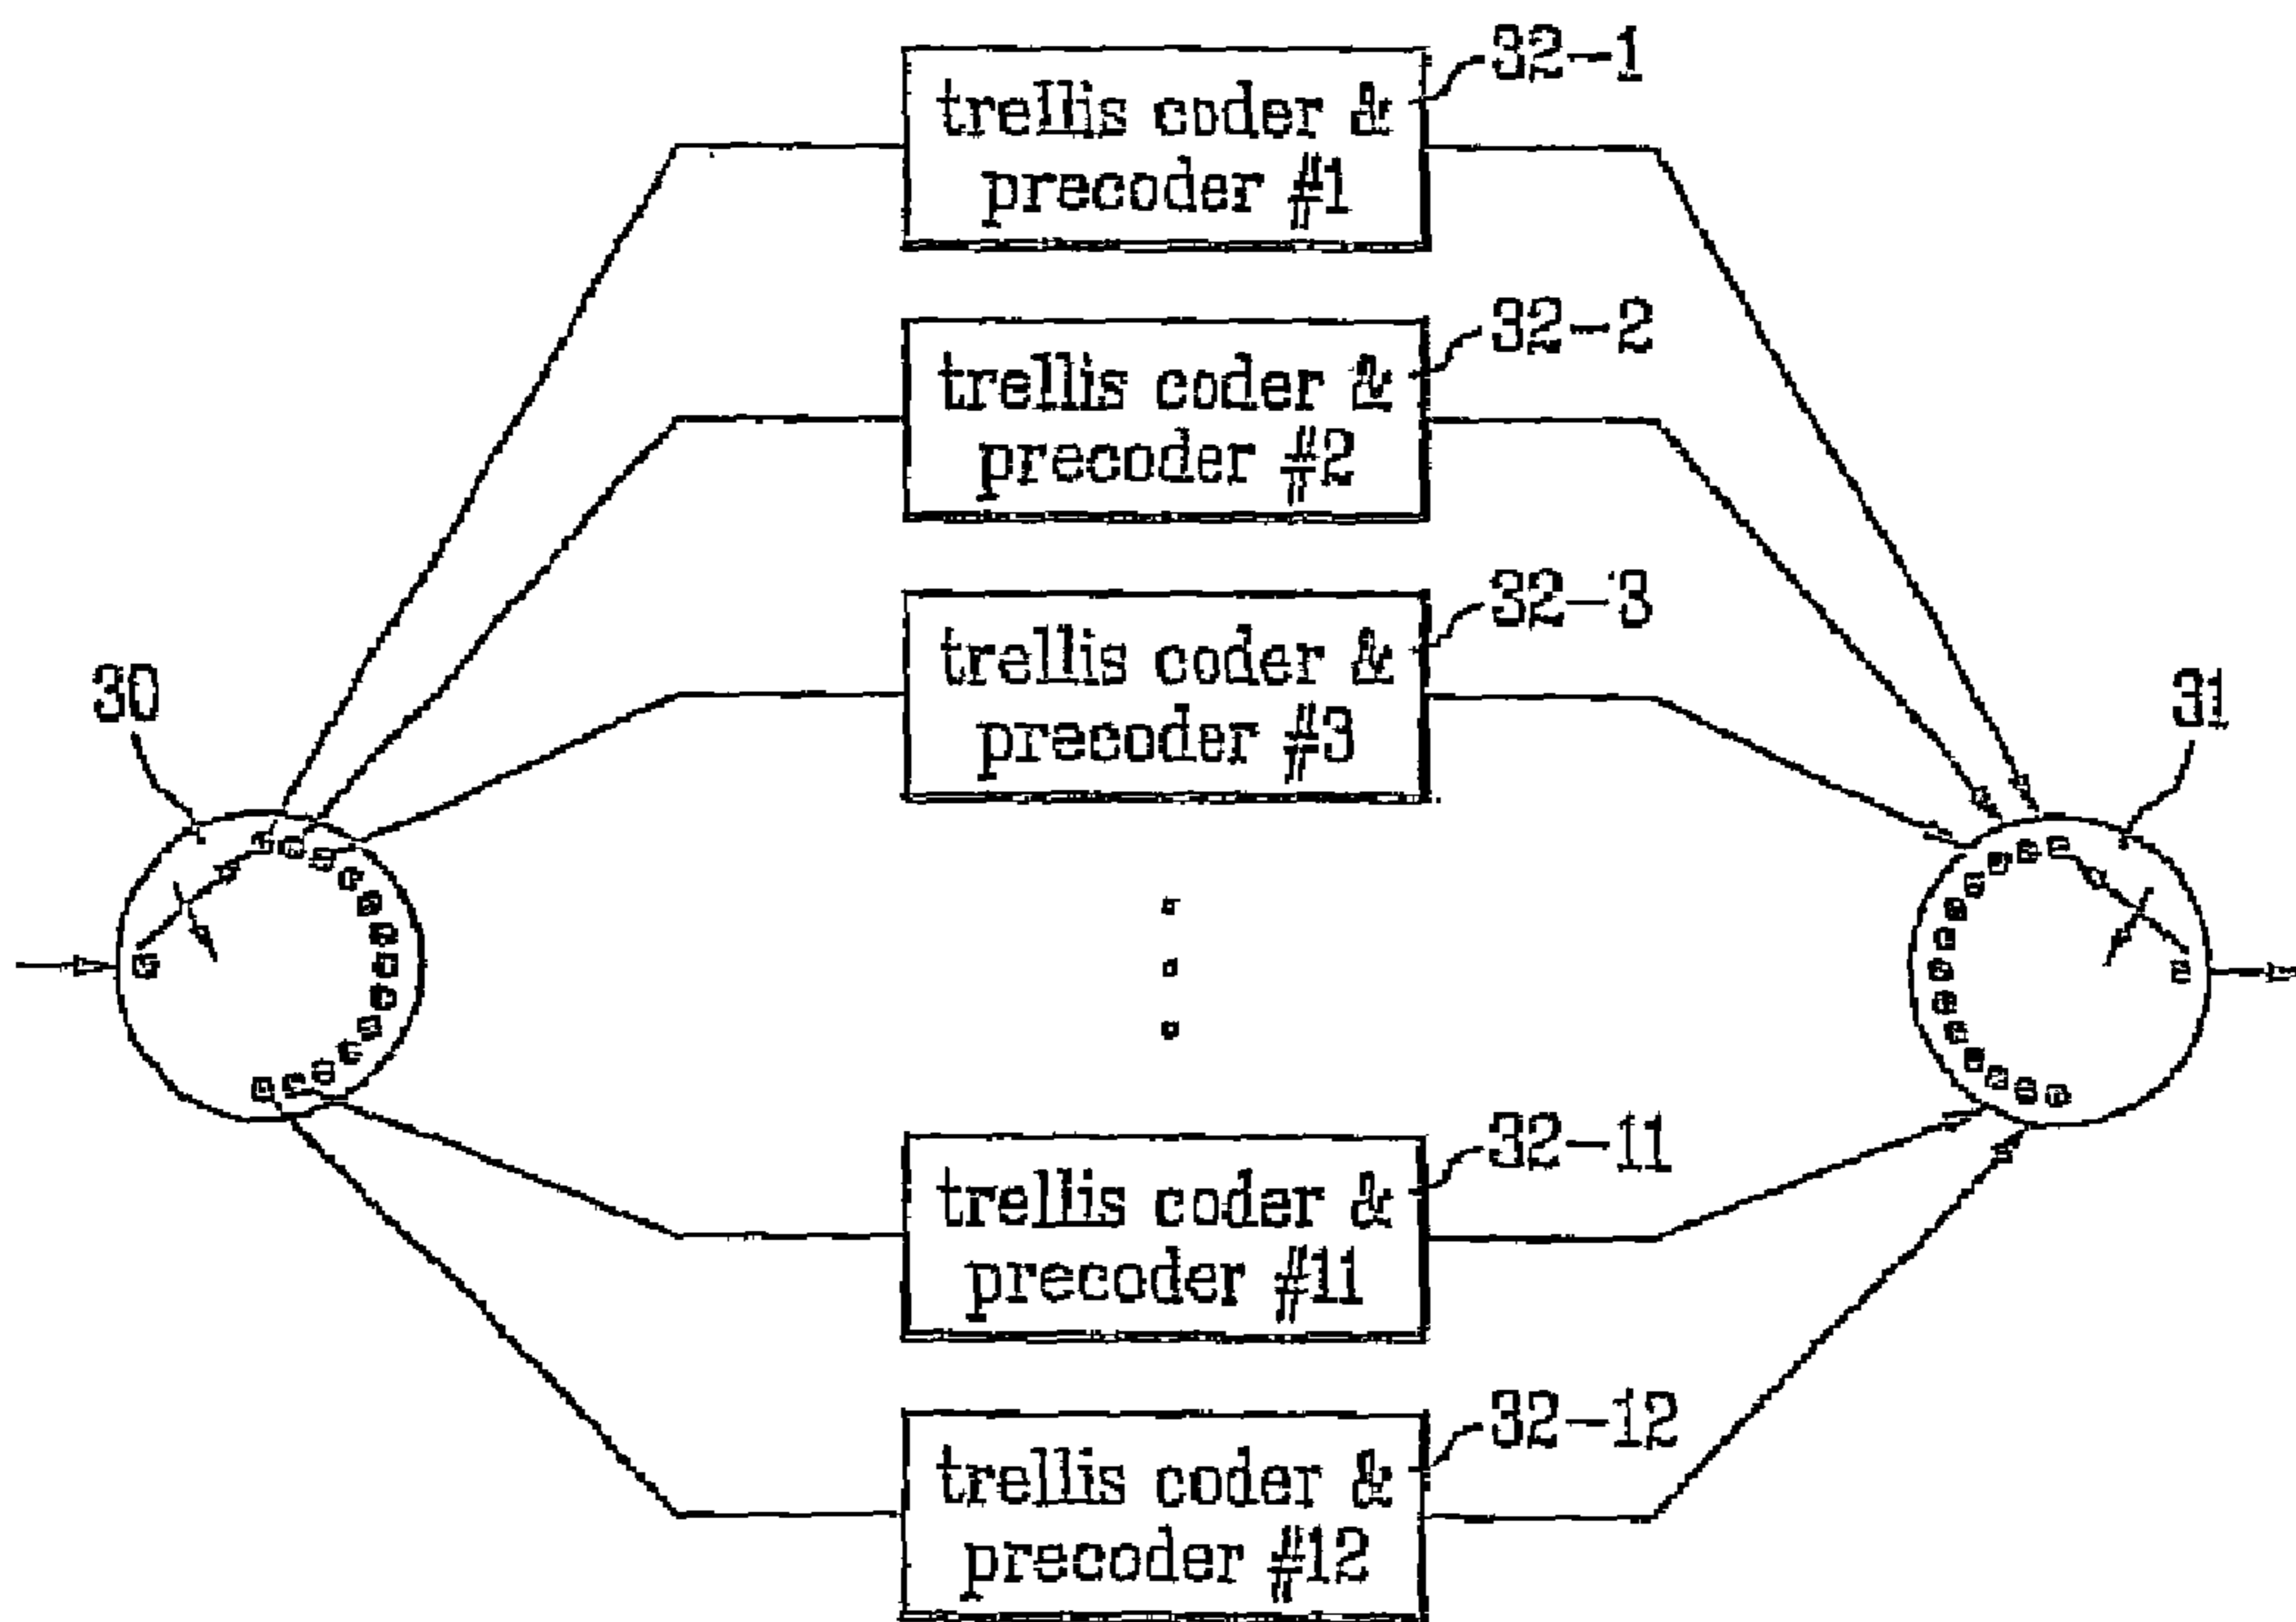 32-1
trellis coder &
precoder #1
32-2
trellis coder &
precoder #2
32-3
trellis coder &
precoder #3
30
31
32-11
trellis coder &
precoder #11
32-12
trellis coder &
precoder #12